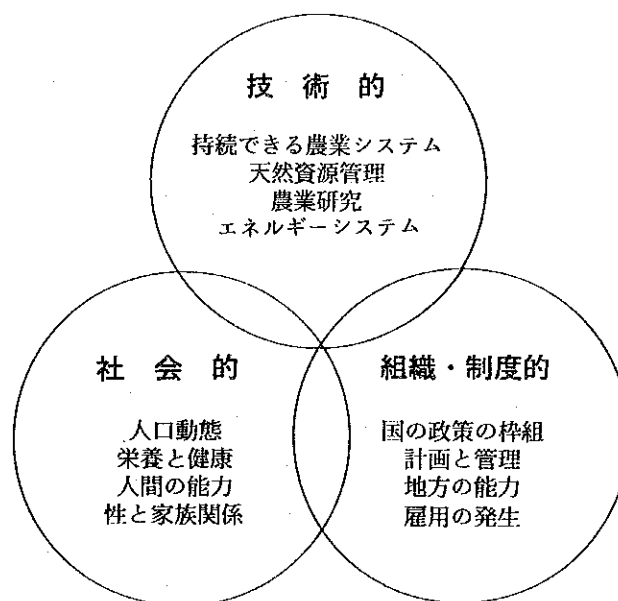 技術的
持続できる農業システム
天然資源管理
農業研究
エネルギーシステム
社会的
人口動態
栄養と健康
人間の能力
性と家族関係
組織・制度的
国の政策の枠組
計画と管理
地方の能力
雇用の発生